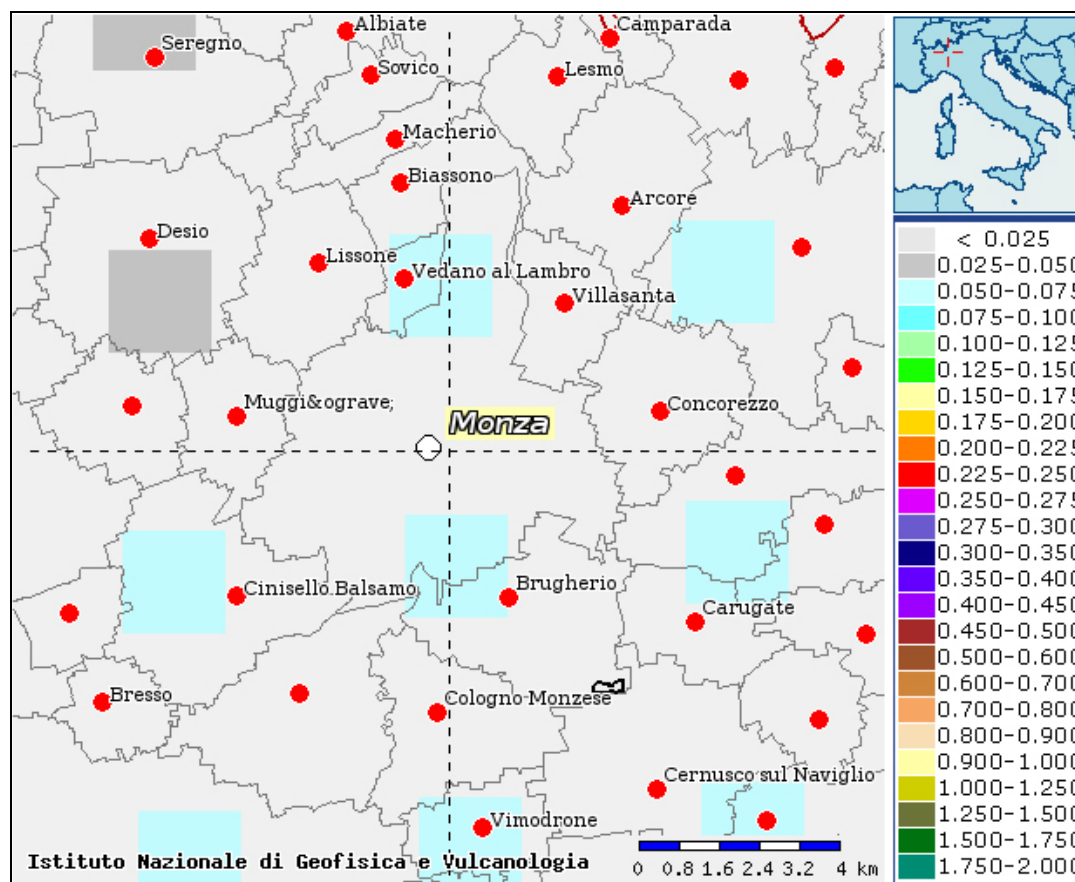 Albiate
Camparada
Seregno
Sovico
Lesmo
Macherio
Biassono
Arcore
Desio
Lissone
Vedano al Lambro
Villasanta
Muggi&ograve;
Monza
Concorezzo
Cinisello Balsamo
Brugherio
Carugate
Bresso
Cologno Monzese
Cernusco sul Naviglio
Vimodrone
Istituto Nazionale di Geofisica e Vulcanologia
0 0.8 1.6 2.4 3.2 4 km
< 0.025
0.025-0.050
0.050-0.075
0.075-0.100
0.100-0.125
0.125-0.150
0.150-0.175
0.175-0.200
0.200-0.225
0.225-0.250
0.250-0.275
0.275-0.300
0.300-0.350
0.350-0.400
0.400-0.450
0.450-0.500
0.500-0.600
0.600-0.700
0.700-0.800
0.800-0.900
0.900-1.000
1.000-1.250
1.250-1.500
1.500-1.750
1.750-2.000